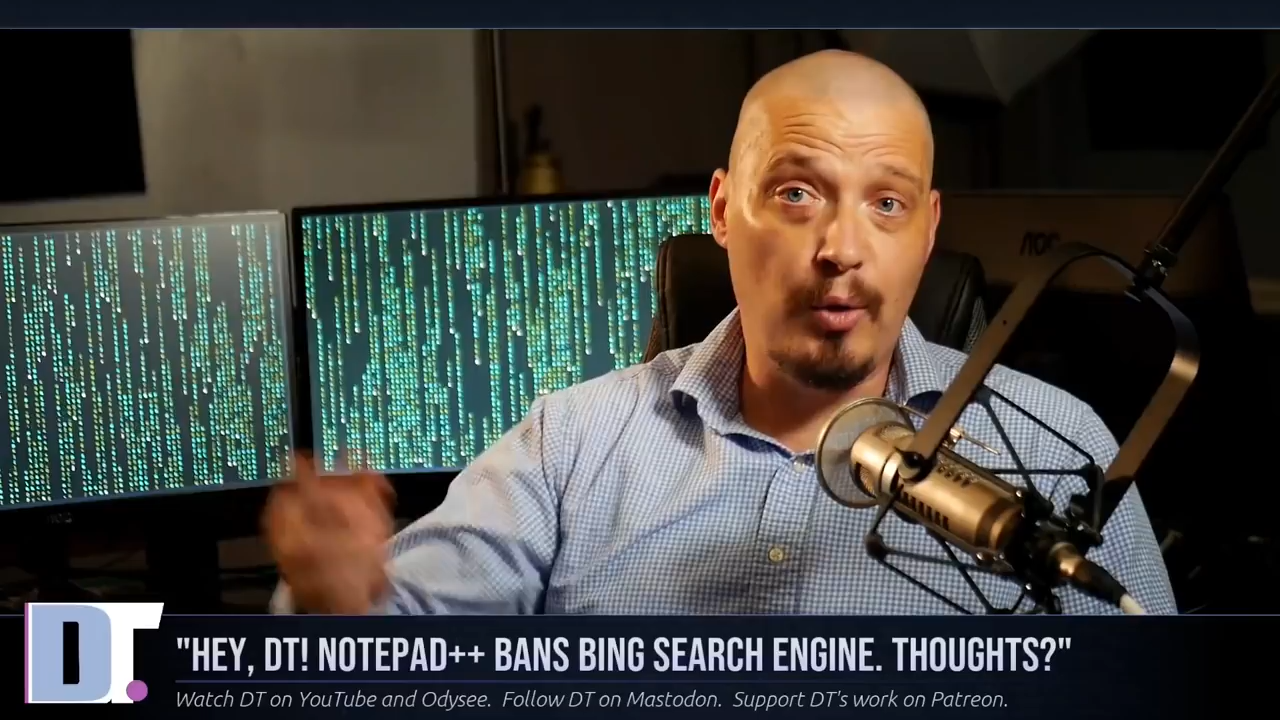 AOC
AOC
DT.
"HEY, DT! NOTEPAD++ BANS BING SEARCH ENGINE. THOUGHTS?"
Watch DT on YouTube and Odysee. Follow DT on Mastodon. Support DT's work on Patreon.